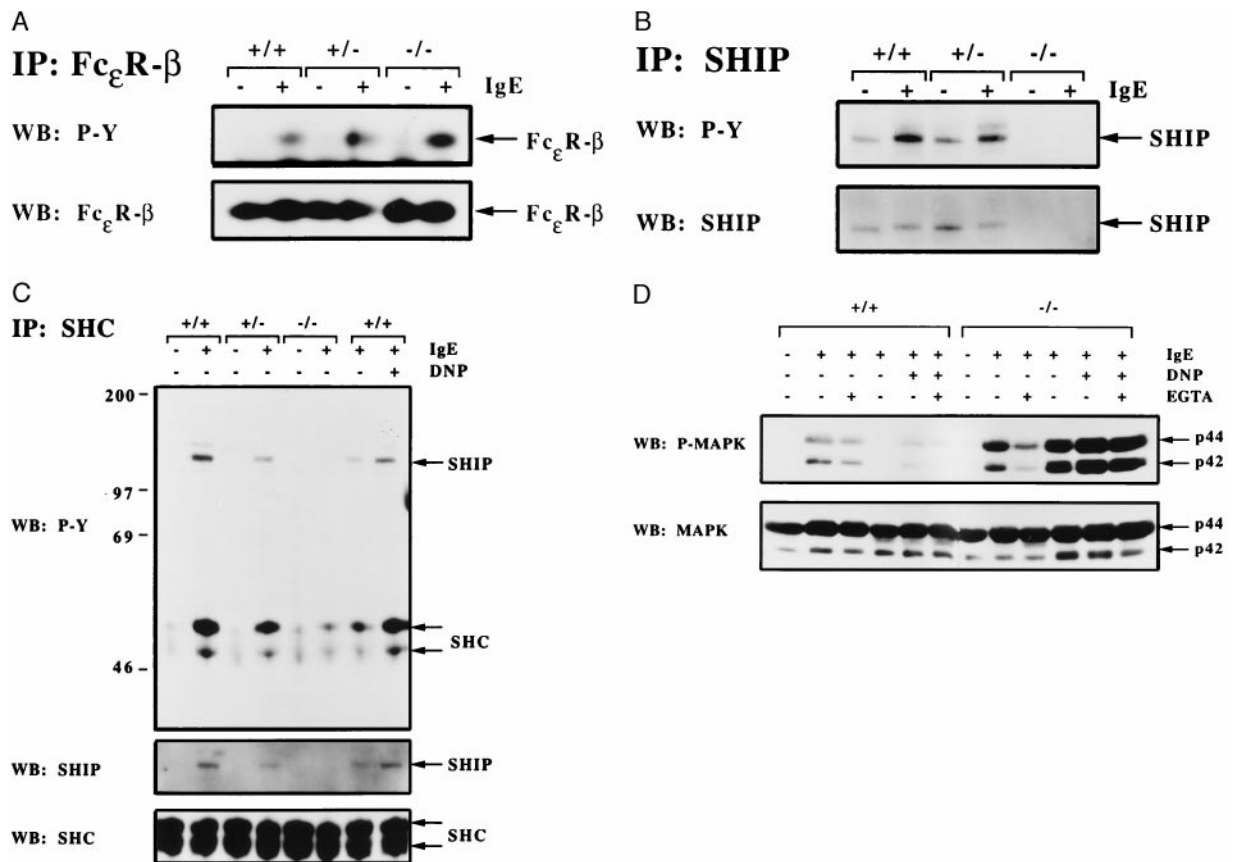 A
IP: FcεR-β
+/+ +/- -/-
- + - + - + IgE
WB: P-Y FcεR-β
WB: FcεR-β FcεR-β
B
IP: SHIP
+/+ +/- -/-
- + - + - + IgE
WB: P-Y SHIP
WB: SHIP SHIP
C
IP: SHC
+/+ +/- -/- +/+
- + - + - + + + IgE
- - - - - - - + DNP
200
SHIP
97
WB: P-Y
69
SHC
46
WB: SHIP SHIP
WB: SHC SHC
D
+/+ -/-
- + + + + + - + + + + + IgE
- - - - + + - - - - + + DNP
- - + - - + - - + - - + EGTA
WB: P-MAPK p44
p42
WB: MAPK p44
p42